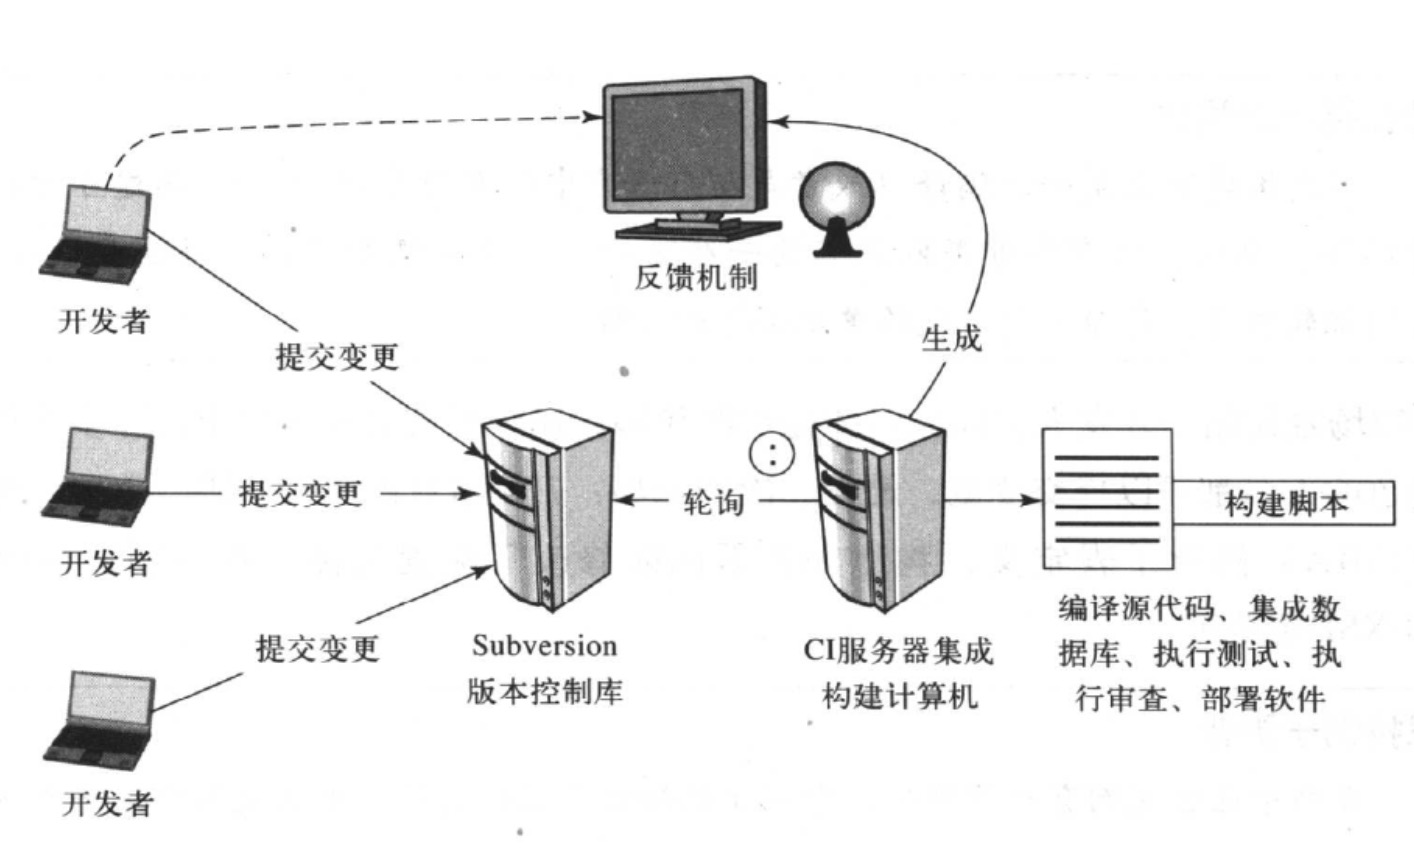 反馈机制
开发者
提交变更
生成
开发者
提交变更
轮询
:
构建脚本
Subversion
版本控制库
CI服务器集成
构建计算机
编译源代码、集成数
据库、执行测试、执
行审查、部署软件
提交变更
开发者